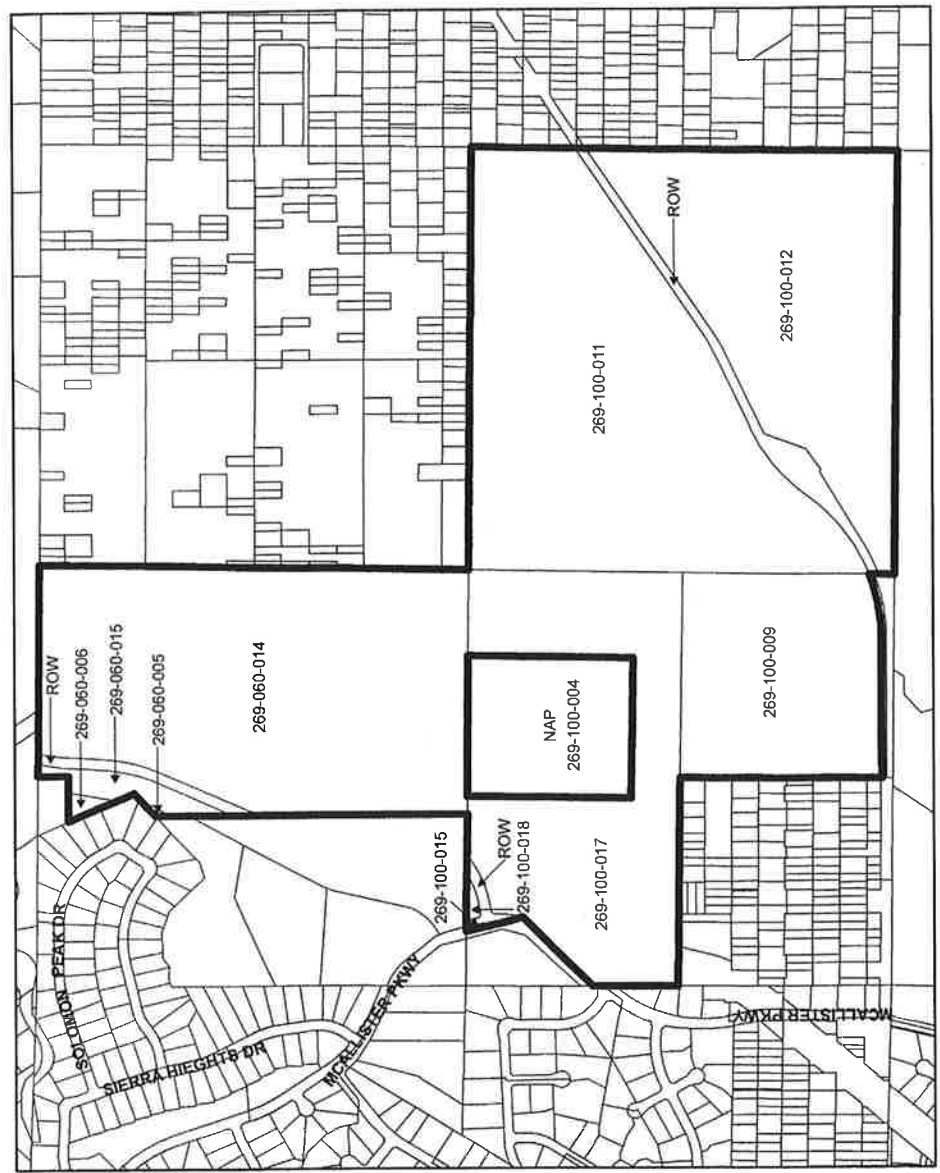 ROW
269-060-006
269-060-015
269-060-005
269-060-014
SOLOMON PEAK DR
SIERRA HIEGHTS DR
MCALLISTER PKWY
269-100-015
ROW
269-100-018
269-100-017
NAP
269-100-004
269-100-009
269-100-011
ROW
269-100-012
MCALLISTER PKWY